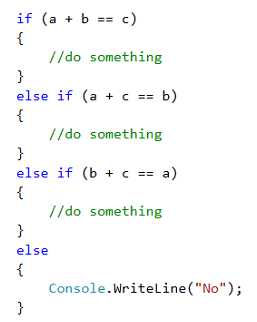 if (a + b == c)
{
    //do something
}
else if (a + c == b)
{
    //do something
}
else if (b + c == a)
{
    //do something
}
else
{
    Console.WriteLine("No");
}